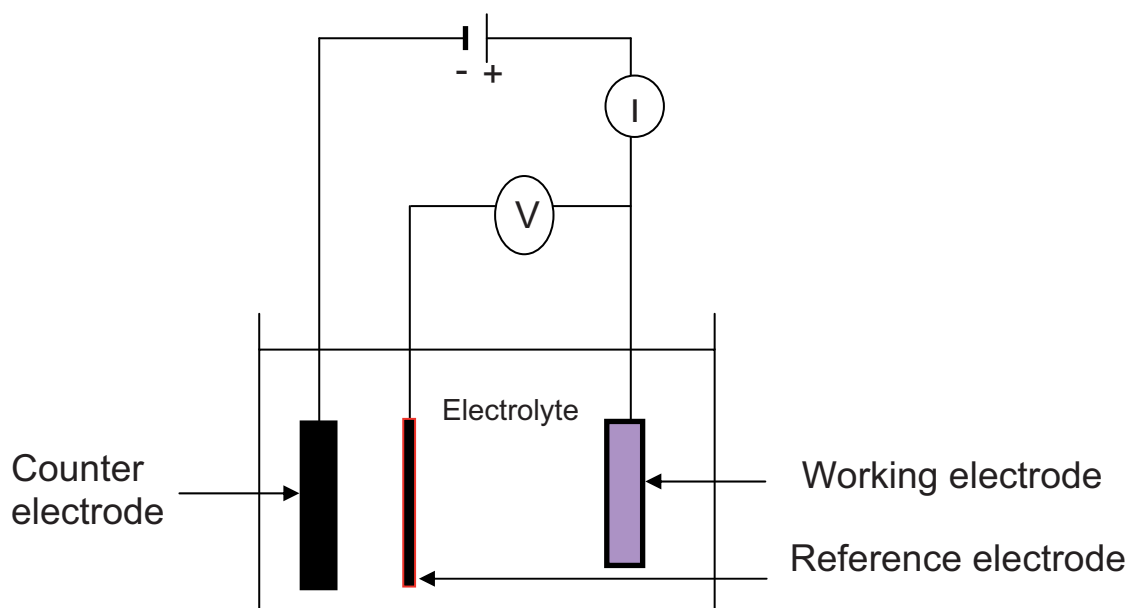 - +
I
V
Electrolyte
Counter
electrode
Working electrode
Reference electrode